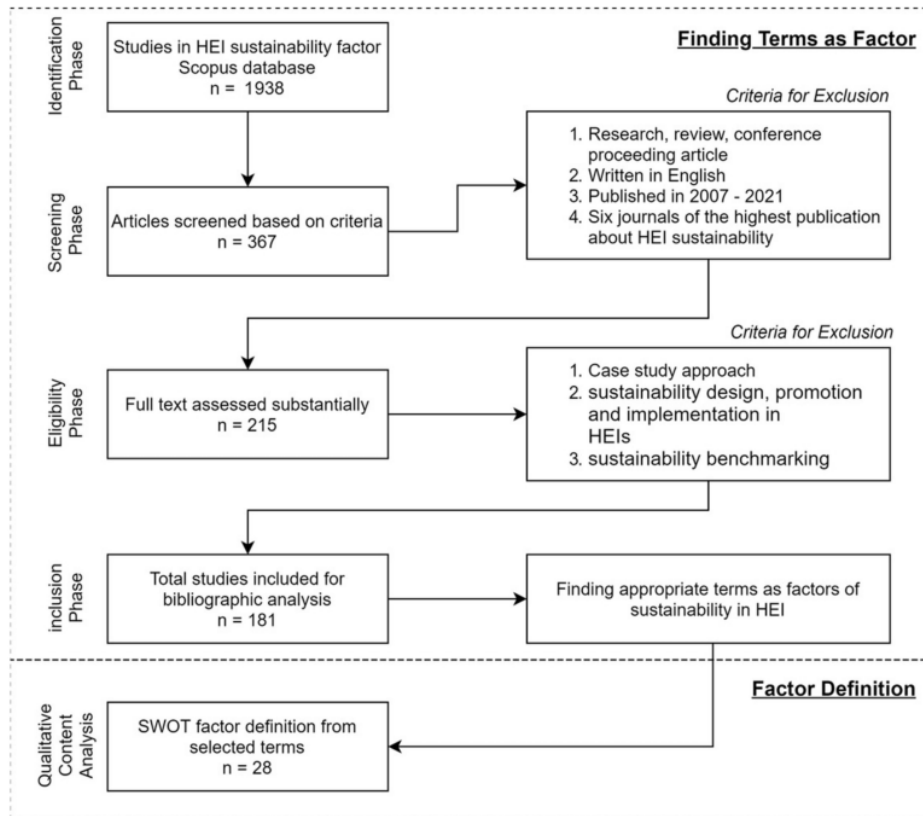 Identification
Phase
Studies in HEI sustainability factor
Scopus database
n = 1938
Finding Terms as Factor
Criteria for Exclusion
Screening
Phase
Articles screened based on criteria
n = 367
1. Research, review, conference
proceeding article
2. Written in English
3. Published in 2007 - 2021
4. Six journals of the highest publication
about HEI sustainability
Criteria for Exclusion
Eligibility
Phase
Full text assessed substantially
n = 215
1. Case study approach
2. sustainability design, promotion
and implementation in
HEIs
3. sustainability benchmarking
inclusion
Phase
Total studies included for
bibliographic analysis
n = 181
Finding appropriate terms as factors of
sustainability in HEI
Factor Definition
Qualitative
Content
Analysis
SWOT factor definition from
selected terms
n = 28